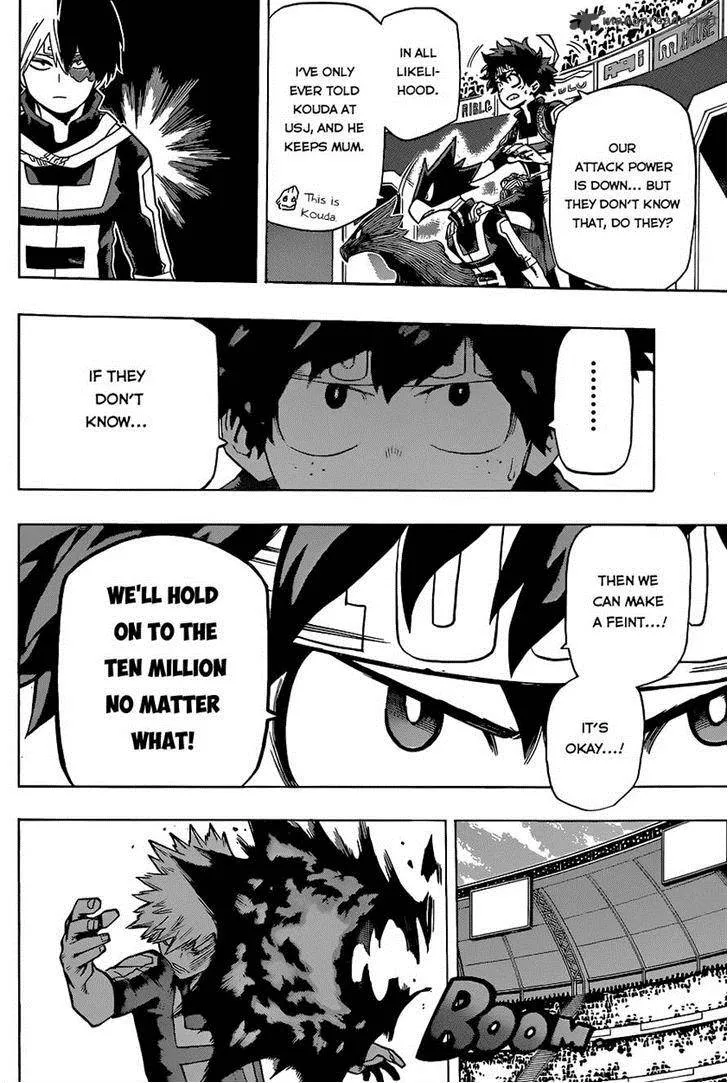 OUR
ATTACK POWER
IS DOWN... BUT
THEY DON'T KNOW
THAT, DO THEY?
IN ALL
LIKELI-
HOOD.
I'VE ONLY
EVER TOLD
KOUDA AT
USJ, AND HE
KEEPS MUM.
This is
Kouda.
........
IF THEY
DON'T
KNOW...
THEN WE
CAN MAKE
A FEINT...!
IT'S
OKAY...!
WE'LL HOLD
ON TO THE
TEN MILLION
NO MATTER
WHAT!
BOOM